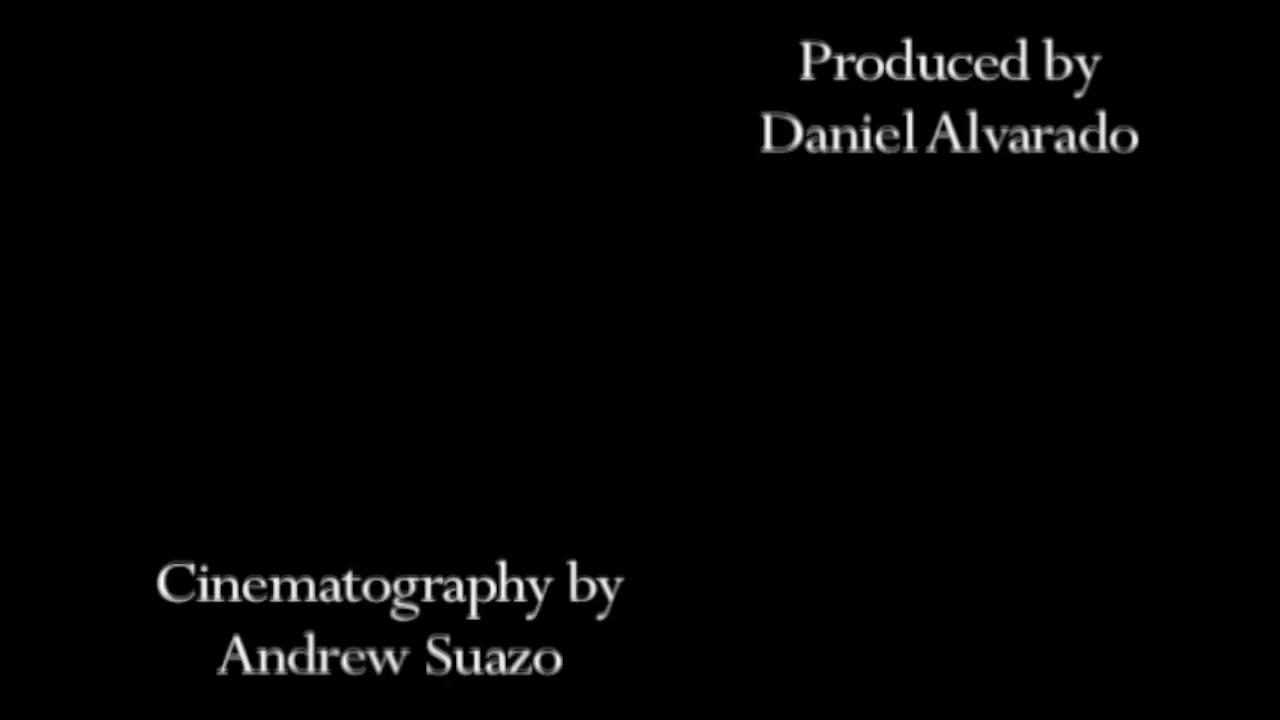 Produced by
Daniel Alvarado
Cinematography by
Andrew Suazo